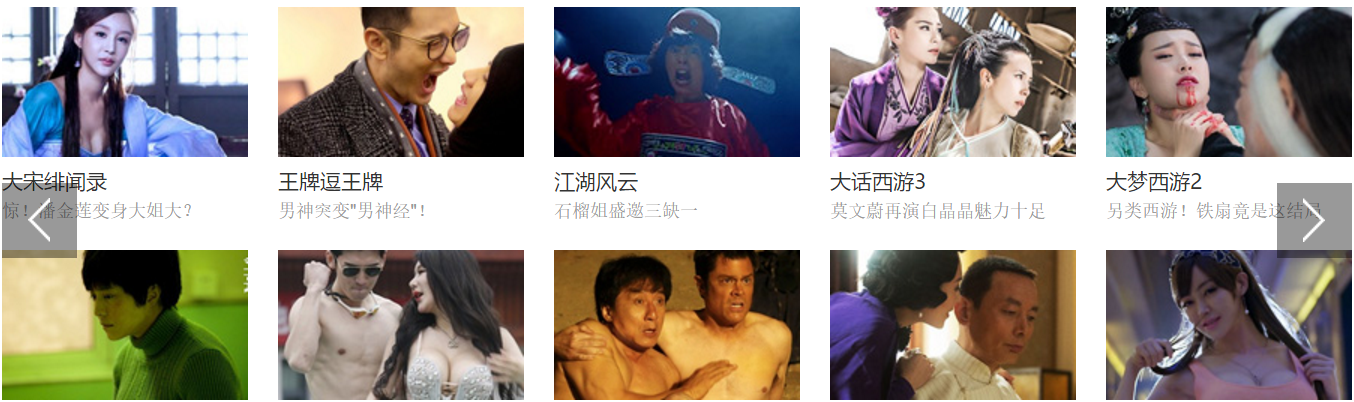 大宋绯闻录
惊！潘金莲变身大姐大？
王牌逗王牌
男神突变"男神经"！
江湖风云
石榴姐盛邀三缺一
大话西游3
莫文蔚再演白晶晶魅力十足
大梦西游2
另类西游！铁扇竟是这结局